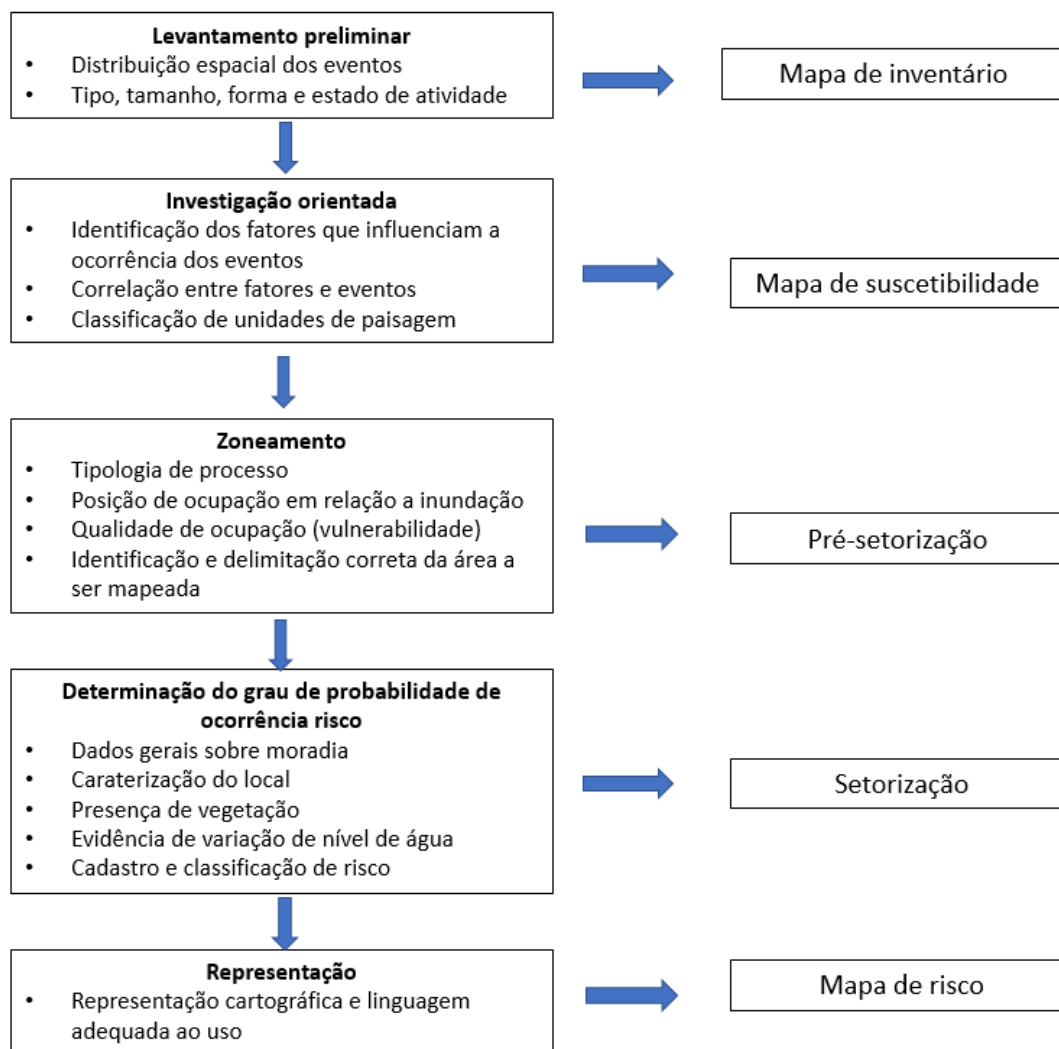 Levantamento preliminar
• Distribuição espacial dos eventos
• Tipo, tamanho, forma e estado de atividade
Mapa de inventário
Investigação orientada
• Identificação dos fatores que influenciam a
ocorrência dos eventos
• Correlação entre fatores e eventos
• Classificação de unidades de paisagem
Mapa de suscetibilidade
Zoneamento
• Tipologia de processo
• Posição de ocupação em relação a inundação
• Qualidade de ocupação (vulnerabilidade)
• Identificação e delimitação correta da área a
ser mapeada
Pré-setorização
Determinação do grau de probabilidade de
ocorrência risco
• Dados gerais sobre moradia
• Caraterização do local
• Presença de vegetação
• Evidência de variação de nível de água
• Cadastro e classificação de risco
Setorização
Representação
• Representação cartográfica e linguagem
adequada ao uso
Mapa de risco